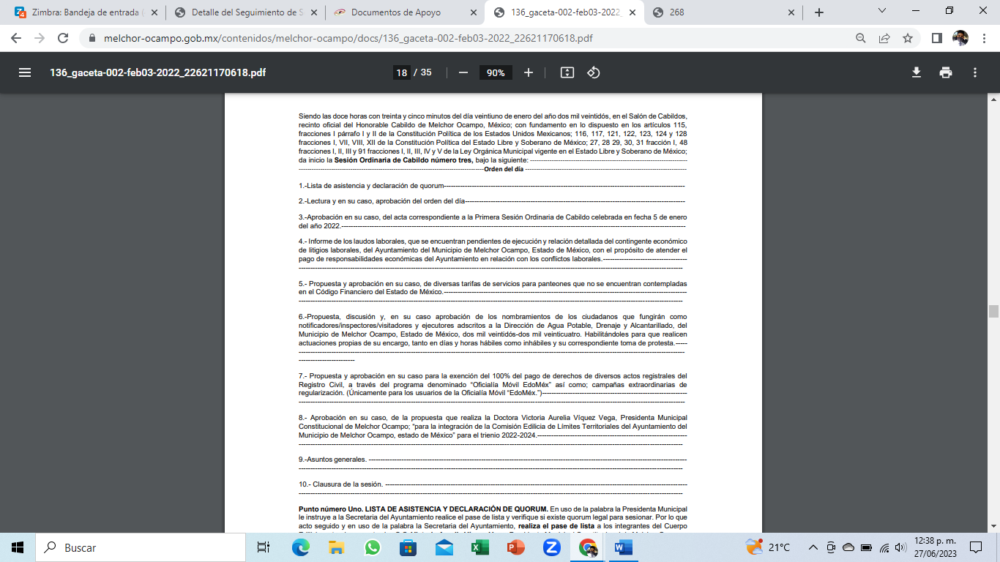 Zimbra: Bandeja de entrada
Detalle del Seguimiento de S
Documentos de Apoyo
136_gaceta-002-feb03-2022_
268
melchor-ocampo.gob.mx/contenidos/melchor-ocampo/docs/136_gaceta-002-feb03-2022_22621170618.pdf
136_gaceta-002-feb03-2022_22621170618.pdf
18 / 35
90%
Siendo las doce horas con treinta y cinco minutos del día veintiuno de enero del año dos mil veintidós, en el Salón de Cabildos,
recinto oficial del Honorable Cabildo de Melchor Ocampo, México; con fundamento en lo dispuesto en los artículos 115,
fracciones I párrafo I y II de la Constitución Política de los Estados Unidos Mexicanos; 116, 117, 121, 122, 123, 124 y 128
fracciones I, VII, VIII, XII de la Constitución Política del Estado Libre y Soberano de México; 27, 28 29, 30, 31 fracción I, 48
fracciones I, II, III y 91 fracciones I, II, III, IV y V de la Ley Orgánica Municipal vigente en el Estado Libre y Soberano de México;
da inicio la Sesión Ordinaria de Cabildo número tres, bajo la siguiente: ------------------------------
------------------------------Orden del día ------------------------------
1.-Lista de asistencia y declaración de quorum------------------------------
2.-Lectura y en su caso, aprobación del orden del día------------------------------
3.-Aprobación en su caso, del acta correspondiente a la Primera Sesión Ordinaria de Cabildo celebrada en fecha 5 de enero
del año 2022.------------------------------
4.- Informe de los laudos laborales, que se encuentran pendientes de ejecución y relación detallada del contingente económico
de litigios laborales, del Ayuntamiento del Municipio de Melchor Ocampo, Estado de México, con el propósito de atender el
pago de responsabilidades económicas del Ayuntamiento en relación con los conflictos laborales.------------------------------
------------------------------
5.- Propuesta y aprobación en su caso, de diversas tarifas de servicios para panteones que no se encuentran contempladas
en el Código Financiero del Estado de México.------------------------------
------------------------------
6.-Propuesta, discusión y, en su caso aprobación de los nombramientos de los ciudadanos que fungirán como
notificadores/inspectores/visitadores y ejecutores adscritos a la Dirección de Agua Potable, Drenaje y Alcantarillado, del
Municipio de Melchor Ocampo, Estado de México, dos mil veintidós-dos mil veinticuatro. Habilitándoles para que realicen
actuaciones propias de su encargo, tanto en días y horas hábiles como inhábiles y su correspondiente toma de protesta.-----
------------------------------
------------------------
7.- Propuesta y aprobación en su caso para la exención del 100% del pago de derechos de diversos actos registrales del
Registro Civil, a través del programa denominado “Oficialía Móvil EdoMéx” así como; campañas extraordinarias de
regularización. (Únicamente para los usuarios de la Oficialía Móvil “EdoMéx.”)------------------------------
------------------------------
8.- Aprobación en su caso, de la propuesta que realiza la Doctora Victoria Aurelia Víquez Vega, Presidenta Municipal
Constitucional de Melchor Ocampo; “para la integración de la Comisión Edilicia de Límites Territoriales del Ayuntamiento del
Municipio de Melchor Ocampo, estado de México” para el trienio 2022-2024.------------------------------
------------------------------
9.-Asuntos generales. ------------------------------
------------------------------
10.- Clausura de la sesión. ------------------------------
------------------------------
Punto número Uno. LISTA DE ASISTENCIA Y DECLARACIÓN DE QUORUM. En uso de la palabra la Presidenta Municipal
le instruye a la Secretaria del Ayuntamiento realice el pase de lista y verifique si existe quorum legal para sesionar. Por lo que
acto seguido y en uso de la palabra la Secretaria del Ayuntamiento, realiza el pase de lista a los integrantes del Cuerpo
Buscar
21°C
12:38 p. m.
27/06/2023